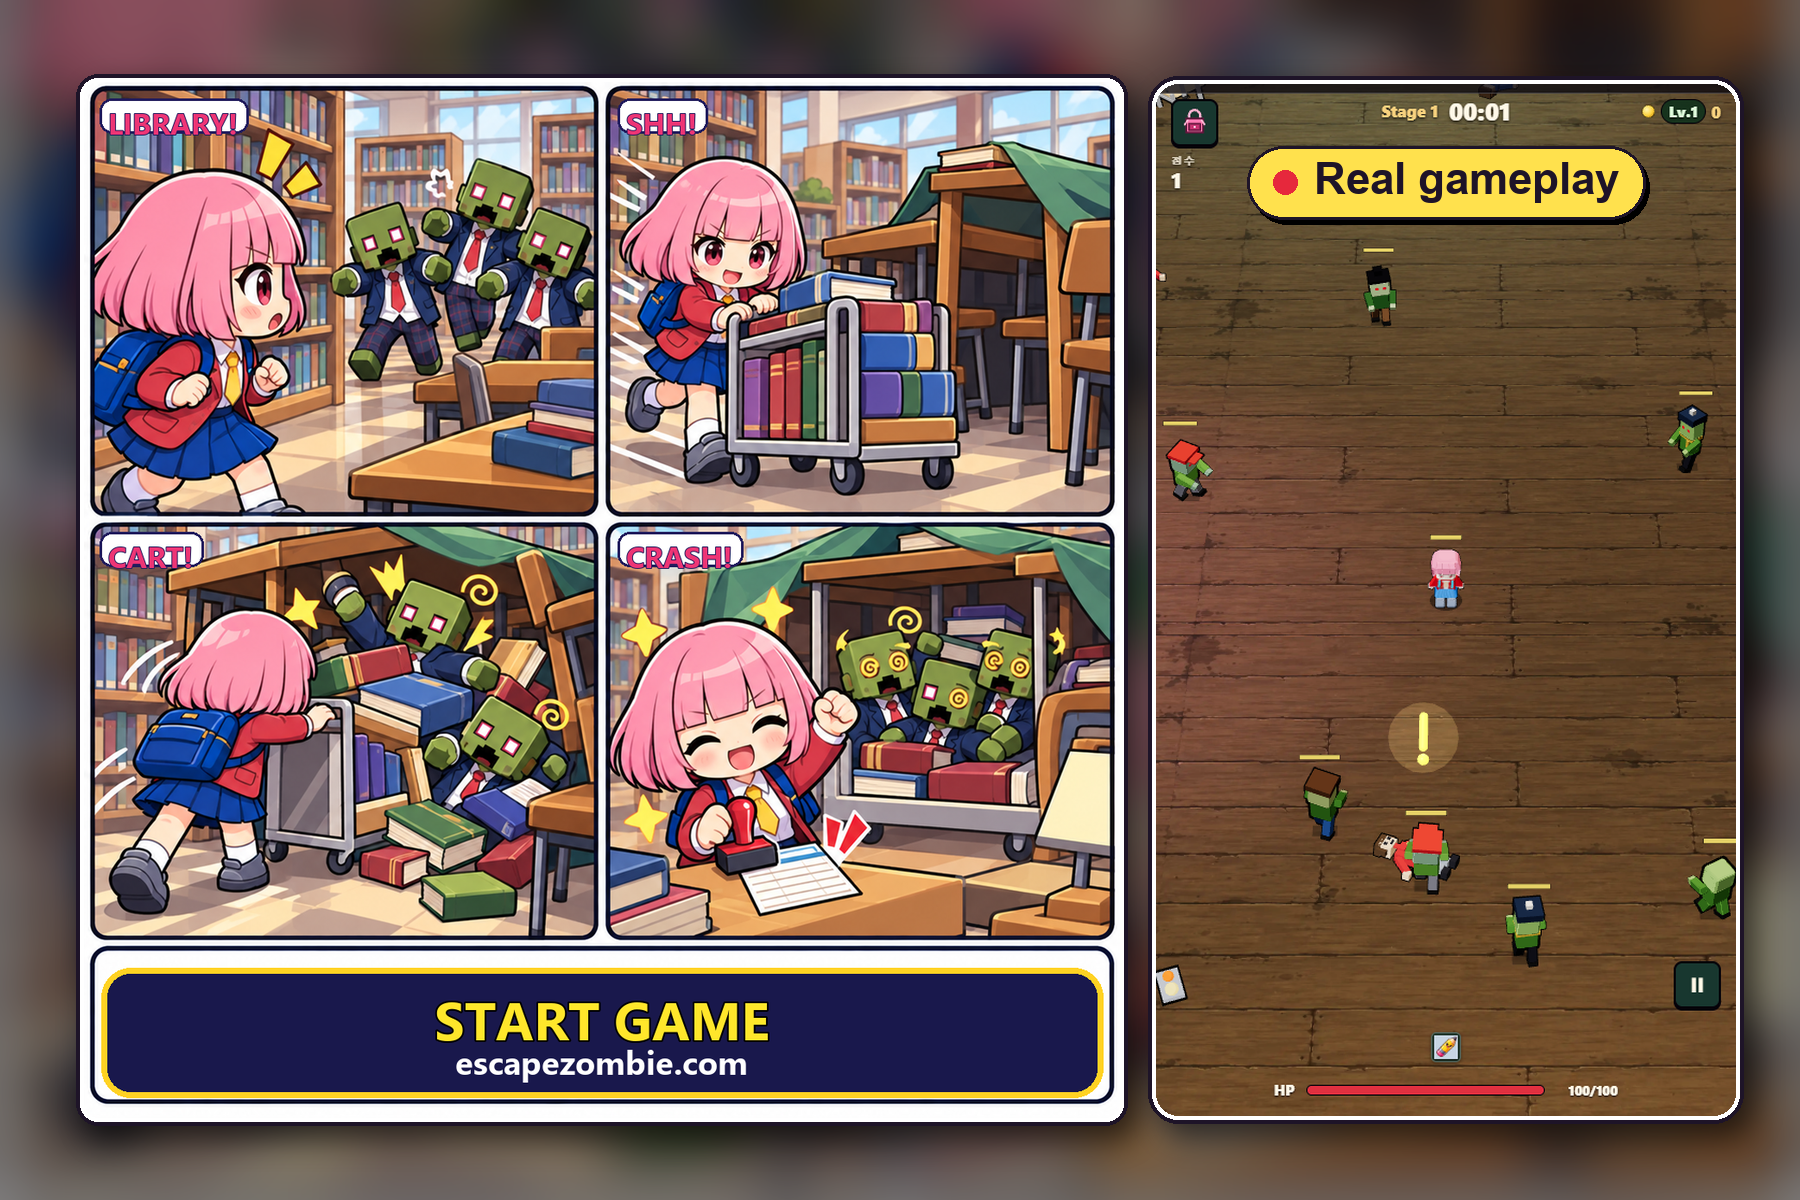 LIBRARY!
SHH!
CART!
CRASH!
START GAME
escapezombie.com
Stage 1 00:01
Lv.1 0
점수
1
Real gameplay
HP 100/100